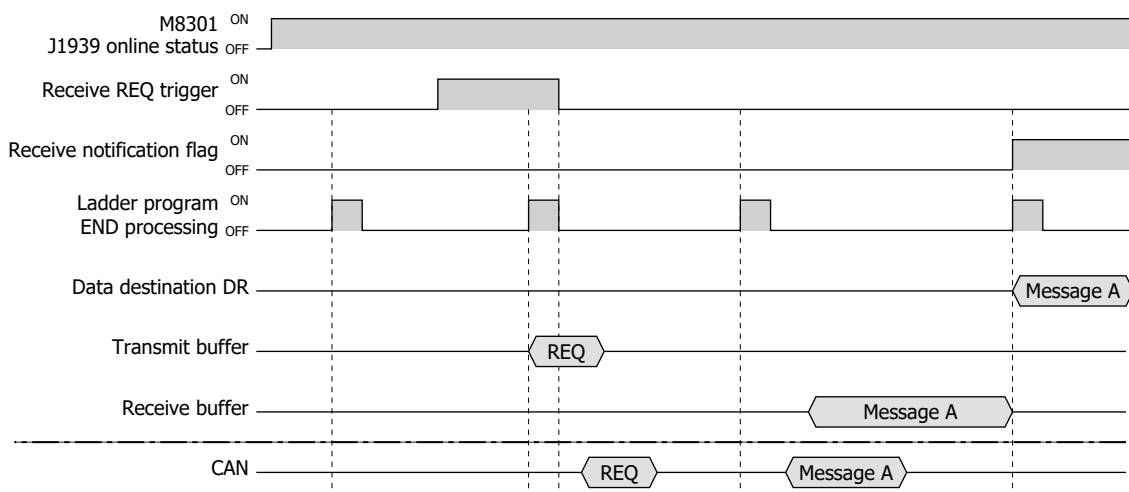 M8301 ON
J1939 online status OFF
Receive REQ trigger ON
OFF
Receive notification flag ON
OFF
Ladder program ON
END processing OFF
Data destination DR Message A
Transmit buffer REQ
Receive buffer Message A
CAN REQ Message A